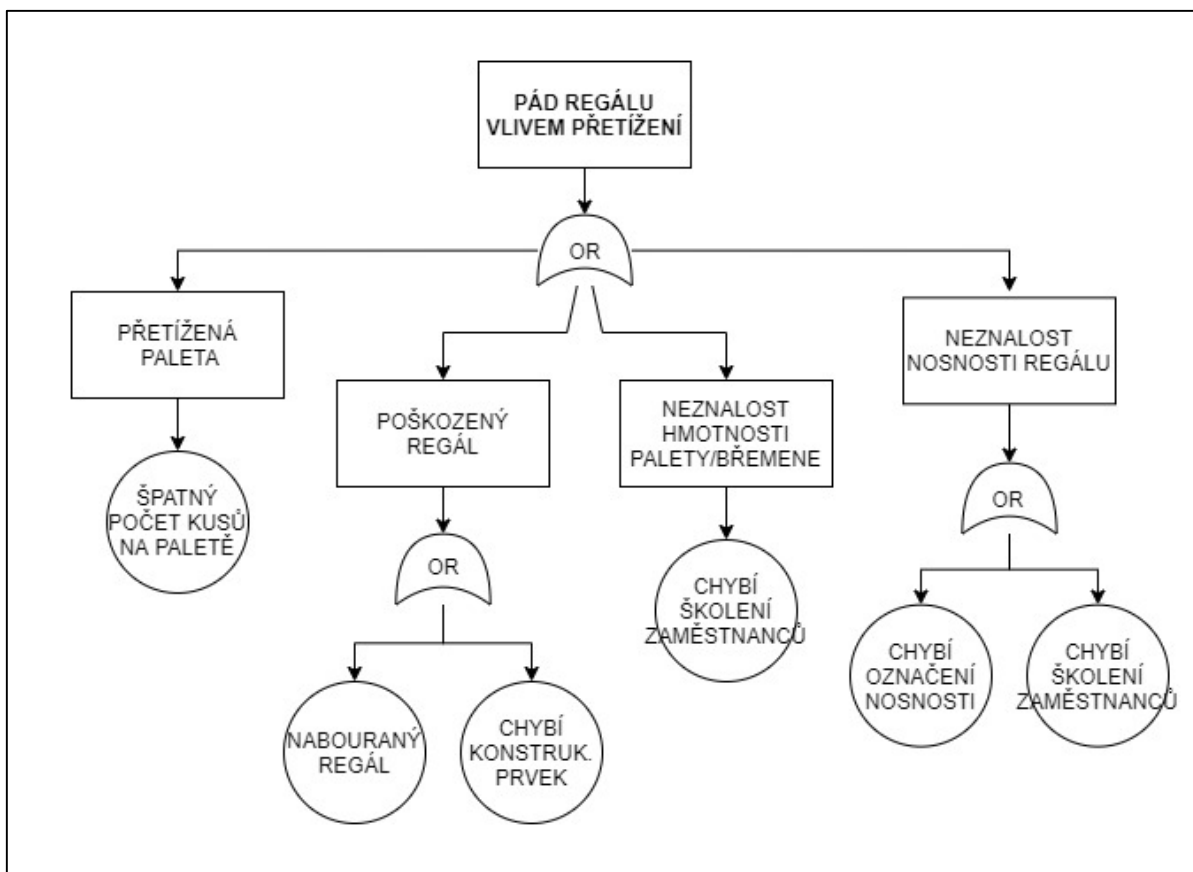 PÁD REGÁLU
VLIVEM PŘETÍŽENÍ
OR
PŘETÍŽENÁ
PALETA
NEZNALOST
NOSNOSTI REGÁLU
POŠKOZENÝ
REGÁL
NEZNALOST
HMOTNOSTI
PALETY/BŘEMENE
ŠPATNÝ
POČET KUSŮ
NA PALETĚ
OR
OR
CHYBÍ
ŠKOLENÍ
ZAMĚSTNANCŮ
NABOURANÝ
REGÁL
CHYBÍ
KONSTRUK.
PRVEK
CHYBÍ
OZNAČENÍ
NOSNOSTI
CHYBÍ
ŠKOLENÍ
ZAMĚSTNANCŮ